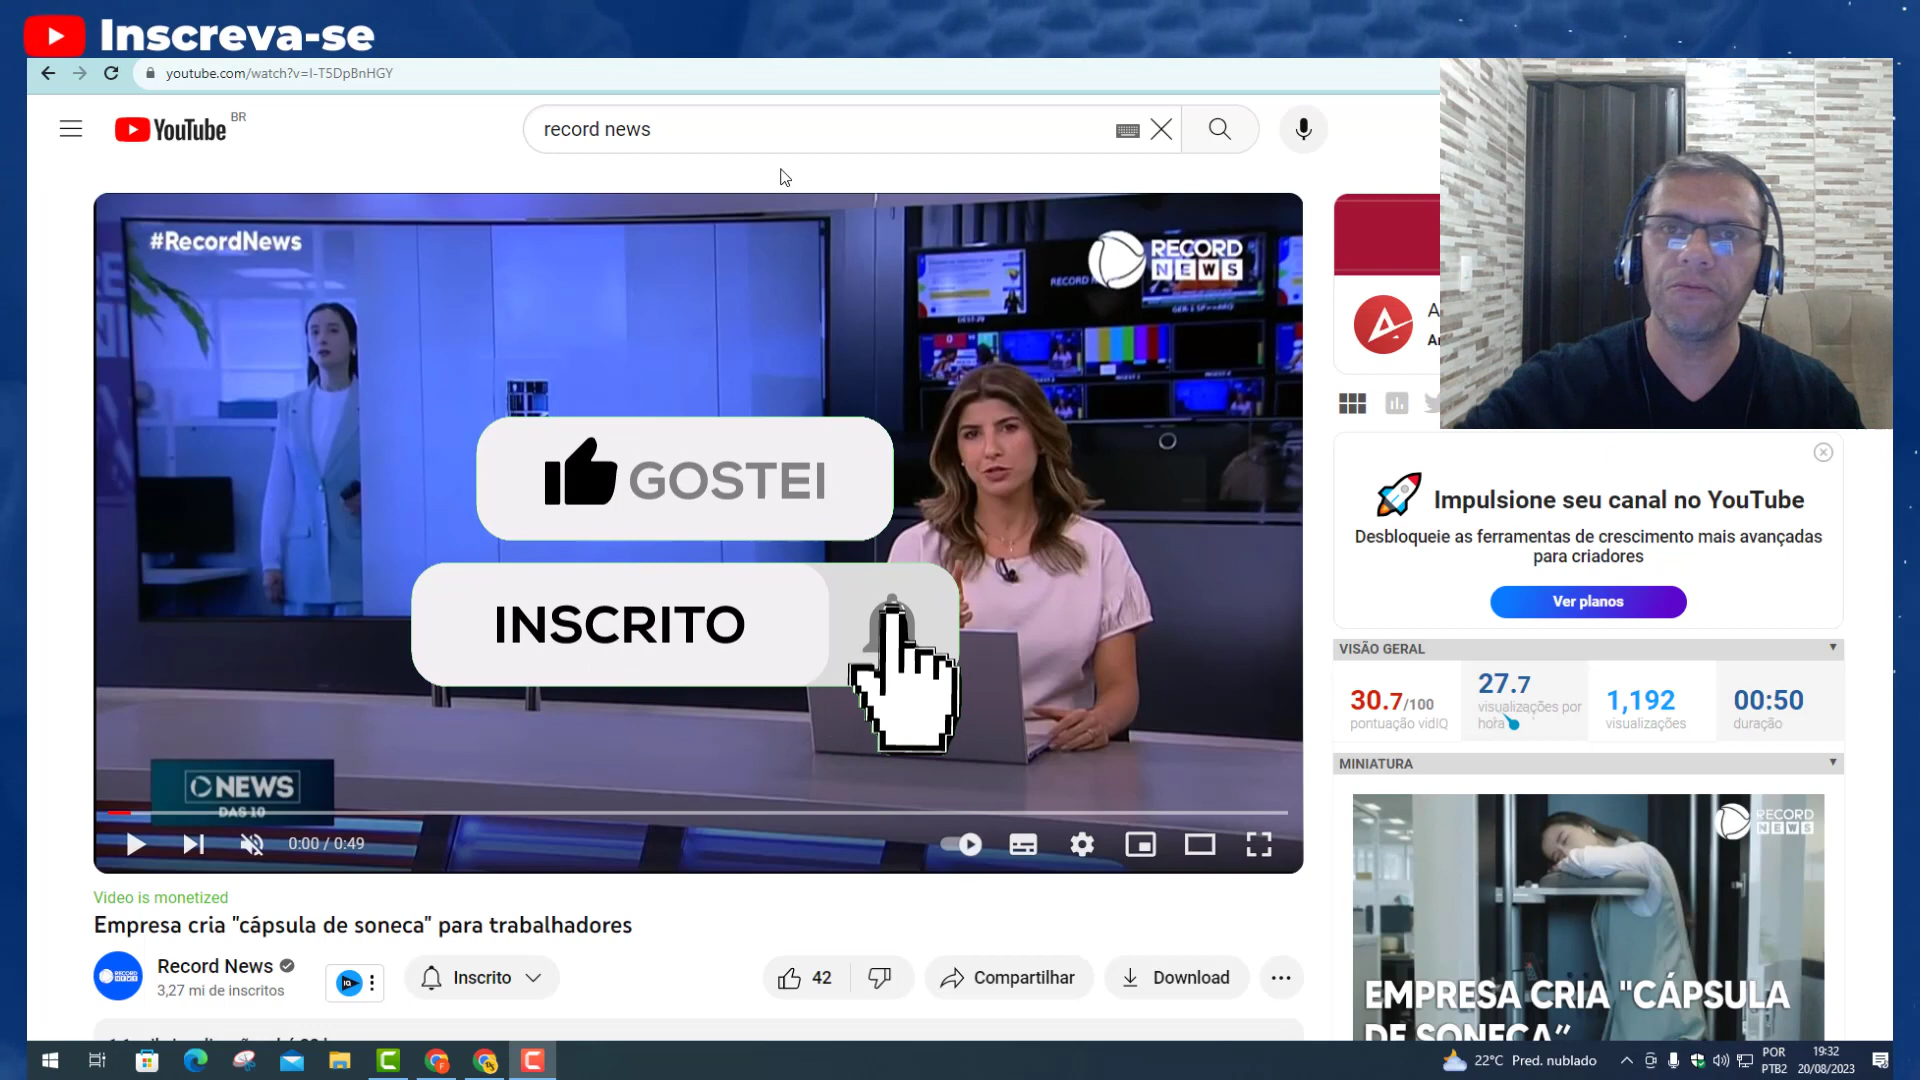 Inscreva-se
youtube.com/watch?v=I-T5DpBnHGY
YouTube BR
record news
#RecordNews
RECORD
NEWS
GOSTEI
INSCRITO
NEWS
DAS 10
0:00 / 0:49
Video is monetized
Empresa cria "cápsula de soneca" para trabalhadores
Record News
3,27 mi de inscritos
Inscrito
42
Compartilhar
Download
Impulsione seu canal no YouTube
Desbloqueie as ferramentas de crescimento mais avançadas
para criadores
Ver planos
VISÃO GERAL
30.7/100
pontuação vidIQ
27.7
visualizações por
hora
1,192
visualizações
00:50
duração
MINIATURA
RECORD
NEWS
EMPRESA CRIA "CÁPSULA
DE SONECA"
22°C Pred. nublado
POR
PTB2
19:32
20/08/2023